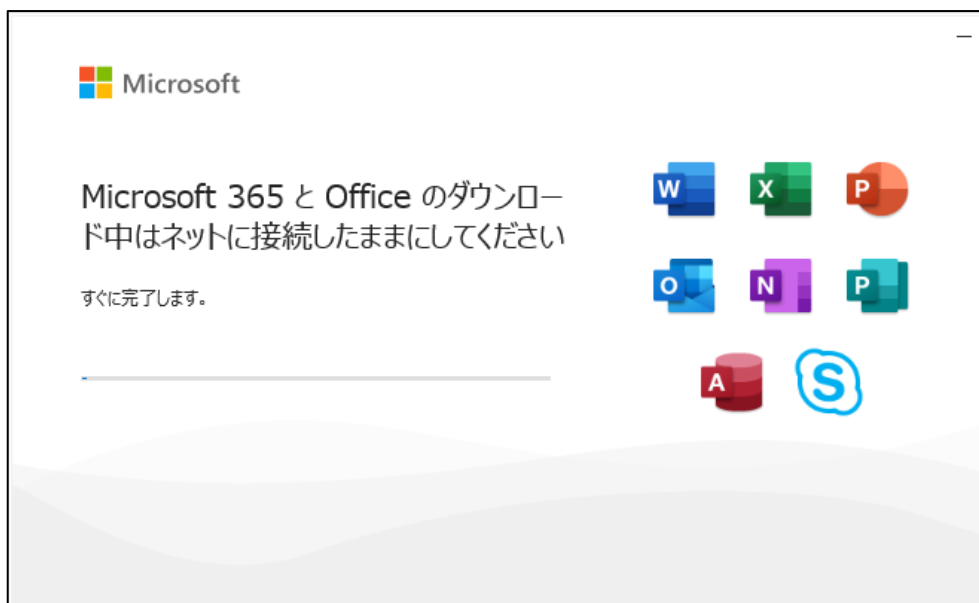 Microsoft
Microsoft 365 と Office のダウンロー
ド中はネットに接続したままにしてください
すぐに完了します。
W
X
P
O
N
P
A
S